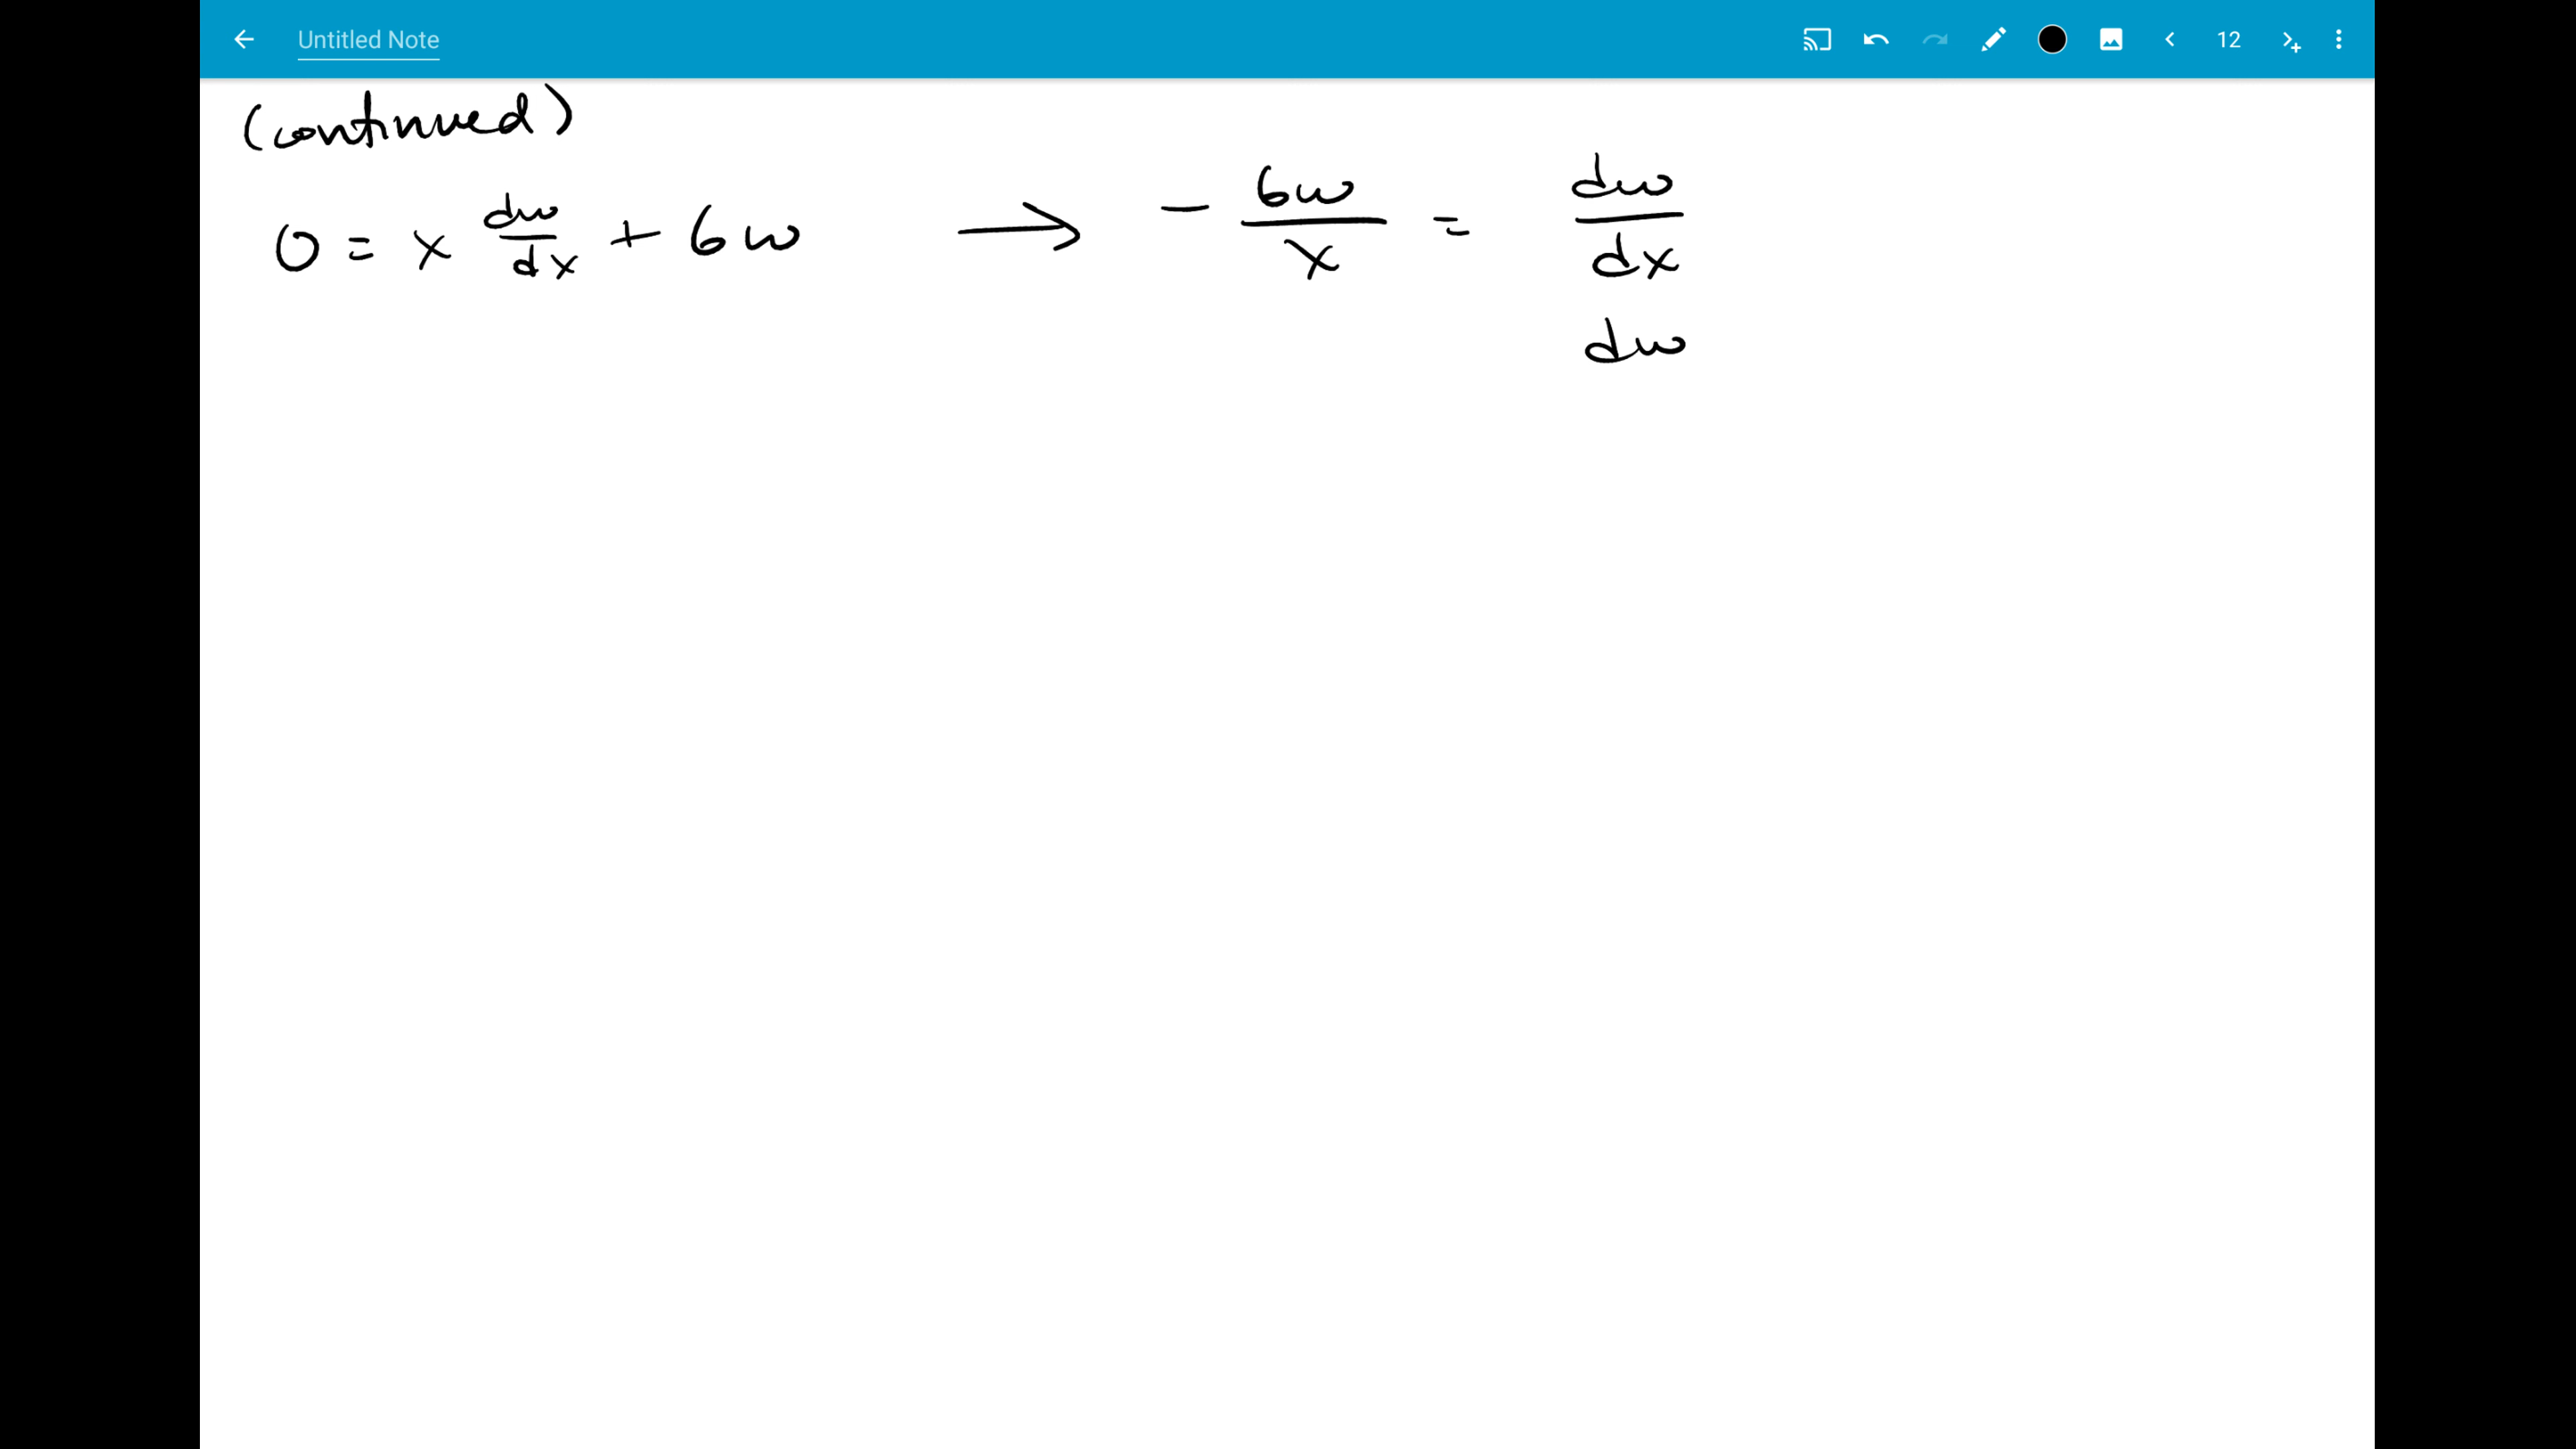 Untitled Note 12
(continued)
0 = x dw/dx + 6w → - 6w/x = dw/dx
dw